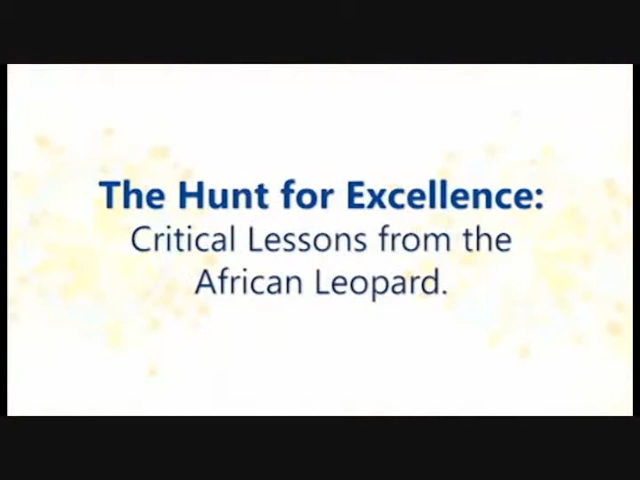 The Hunt for Excellence:
Critical Lessons from the
African Leopard.